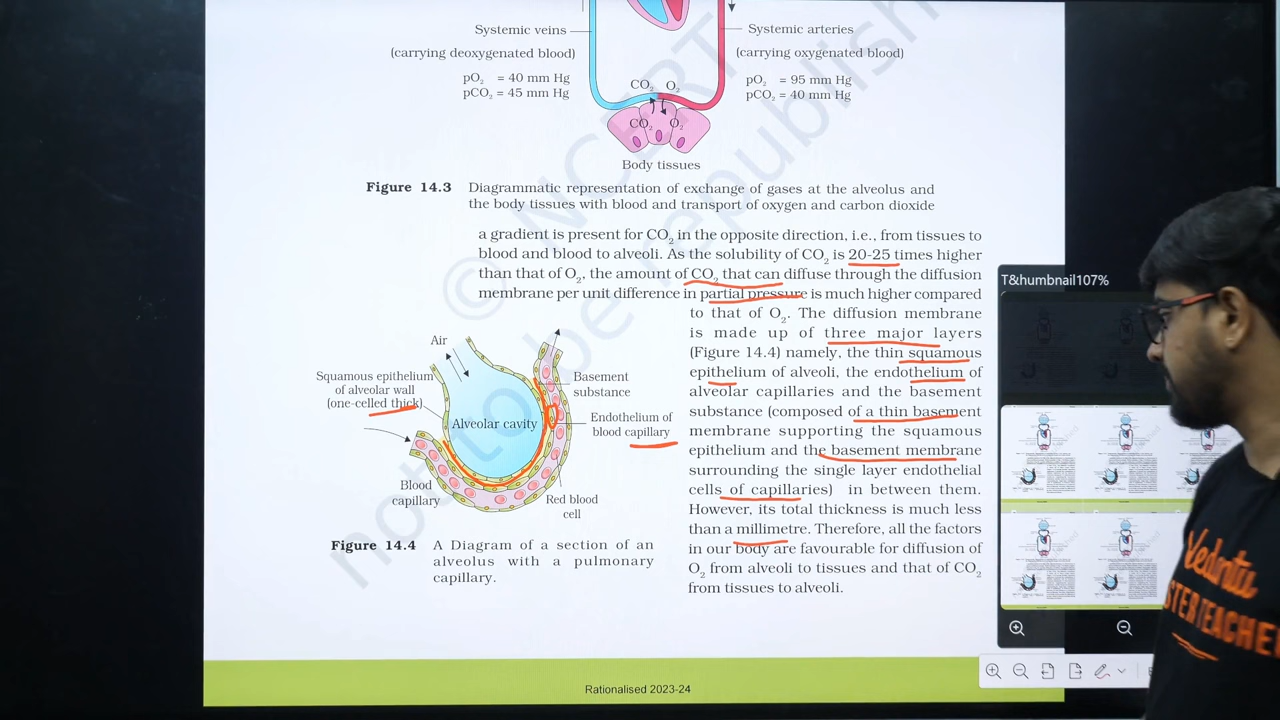 Systemic veins
(carrying deoxygenated blood)
pO₂ = 40 mm Hg
pCO₂ = 45 mm Hg
Systemic arteries
(carrying oxygenated blood)
pO₂ = 95 mm Hg
pCO₂ = 40 mm Hg
CO₂ O₂
CO₂ O₂
Body tissues
Figure 14.3 Diagrammatic representation of exchange of gases at the alveolus and
the body tissues with blood and transport of oxygen and carbon dioxide
a gradient is present for CO₂ in the opposite direction, i.e., from tissues to
blood and blood to alveoli. As the solubility of CO₂ is 20-25 times higher
than that of O₂, the amount of CO₂ that can diffuse through the diffusion
membrane per unit difference in partial pressure is much higher compared
to that of O₂. The diffusion membrane
is made up of three major layers
(Figure 14.4) namely, the thin squamous
epithelium of alveoli, the endothelium of
alveolar capillaries and the basement
substance (composed of a thin basement
membrane supporting the squamous
epithelium and the basement membrane
surrounding the single layer endothelial
cells of capillaries) in between them.
However, its total thickness is much less
than a millimetre. Therefore, all the factors
in our body are favourable for diffusion of
O₂ from alveoli to tissues and that of CO₂
from tissues to alveoli.
Air
Squamous epithelium
of alveolar wall
(one-celled thick)
Alveolar cavity
Basement
substance
Endothelium of
blood capillary
Blood
capillary
Red blood
cell
Figure 14.4 A Diagram of a section of an
alveolus with a pulmonary
capillary.
Rationalised 2023-24
© NCERT
not to be republish
T&humbnail107%
Vedantu